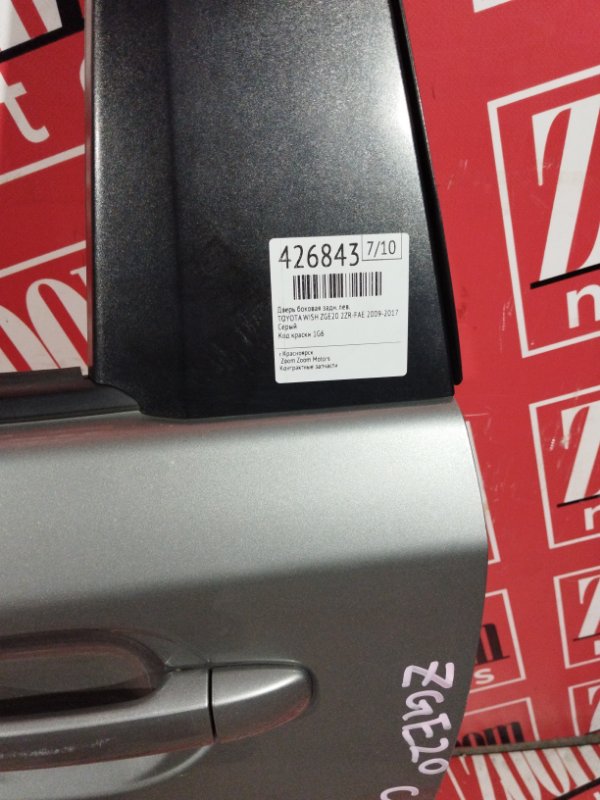 426843 7/10
Дверь боковая задн.лев.
TOYOTA WISH ZGE20 2ZR-FAE 2009-2017
Серый
Код краски 1G6
г.Красноярск
Zoom Zoom Motors
Контрактные запчасти
ZGE20
Zoom